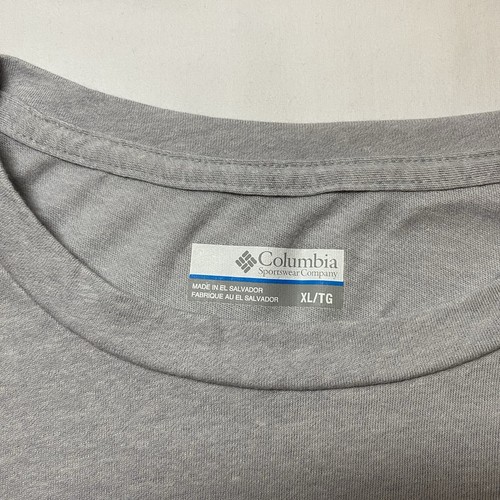 Columbia
Sportswear Company
MADE IN EL SALVADOR
FABRIQUE AU EL SALVADOR
XL/TG